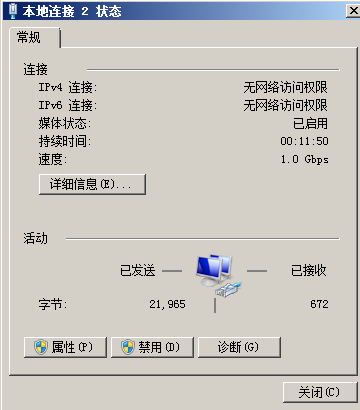 本地连接 2 状态
常规
连接
IPv4 连接: 无网络访问权限
IPv6 连接: 无网络访问权限
媒体状态: 已启用
持续时间: 00:11:50
速度: 1.0 Gbps
详细信息(E)...
活动
已发送 — — 已接收
字节: 21,965 | 672
属性(P) 禁用(D) 诊断(G)
关闭(C)